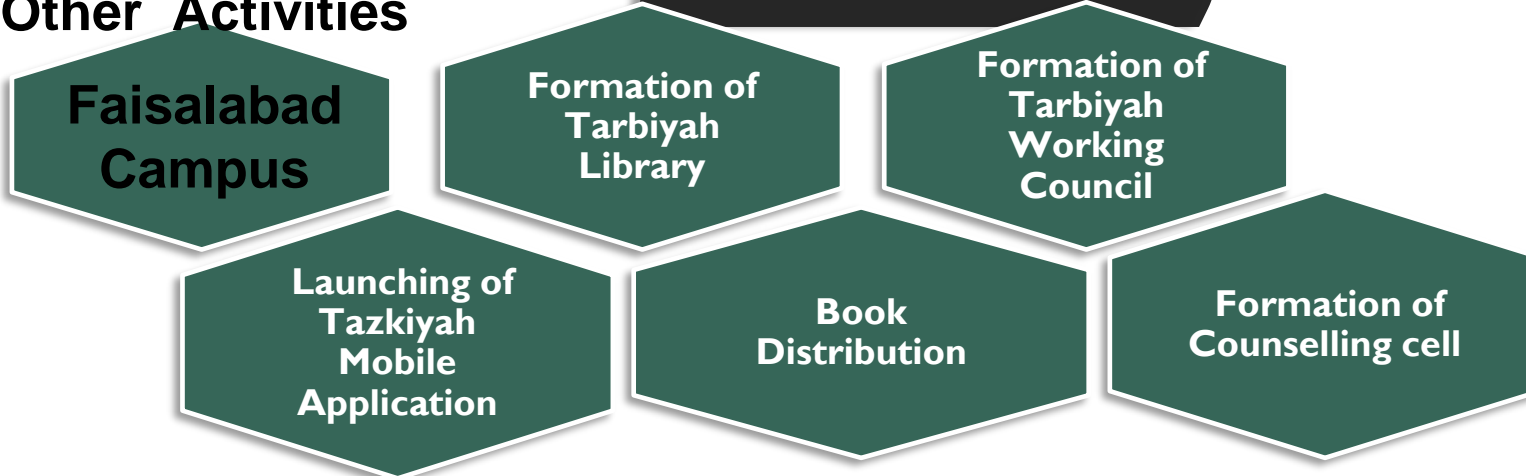 Other Activities
Faisalabad
Campus
Formation of
Tarbiyah
Library
Formation of
Tarbiyah
Working
Council
Launching of
Tazkiyah
Mobile
Application
Book
Distribution
Formation of
Counselling cell